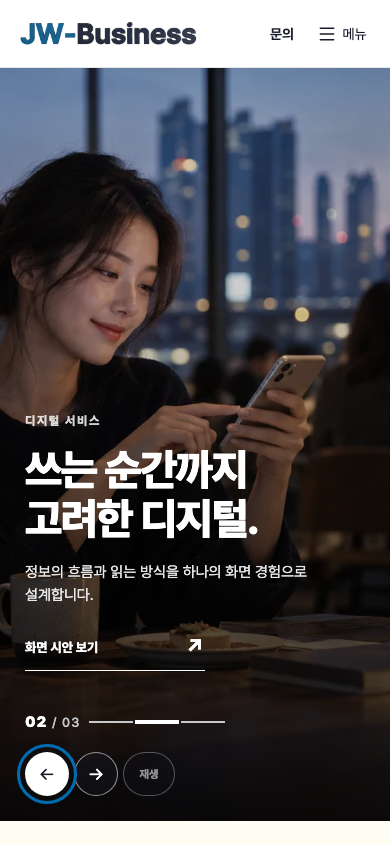 JW-Business
문의
메뉴
디지털 서비스
쓰는 순간까지
고려한 디지털.
정보의 흐름과 읽는 방식을 하나의 화면 경험으로
설계합니다.
화면 시안 보기
02 / 03
재생